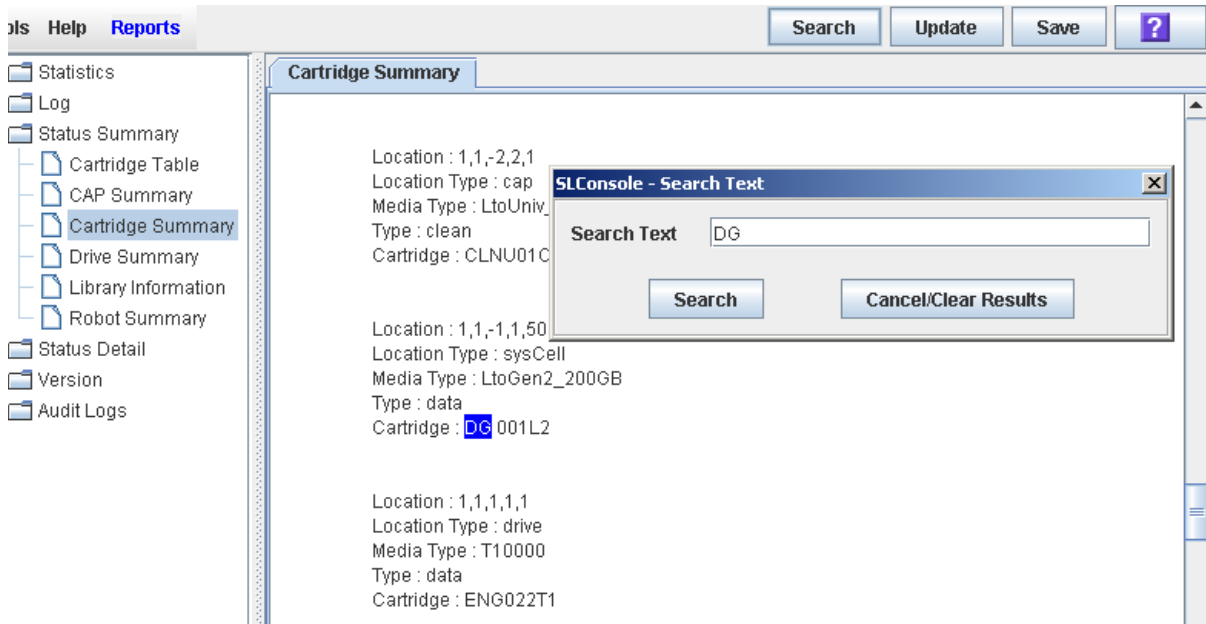 ols Help Reports
Search Update Save ?
Statistics
Log
Status Summary
Cartridge Table
CAP Summary
Cartridge Summary
Drive Summary
Library Information
Robot Summary
Status Detail
Version
Audit Logs
Cartridge Summary
Location : 1,1,-2,2,1
Location Type : cap
Media Type : LtoUniv_
Type : clean
Cartridge : CLNU01C
Location : 1,1,-1,1,50
Location Type : sysCell
Media Type : LtoGen2_200GB
Type : data
Cartridge : DG 001L2
Location : 1,1,1,1,1
Location Type : drive
Media Type : T10000
Type : data
Cartridge : ENG022T1
SLConsole - Search Text
Search Text DG
Search Cancel/Clear Results